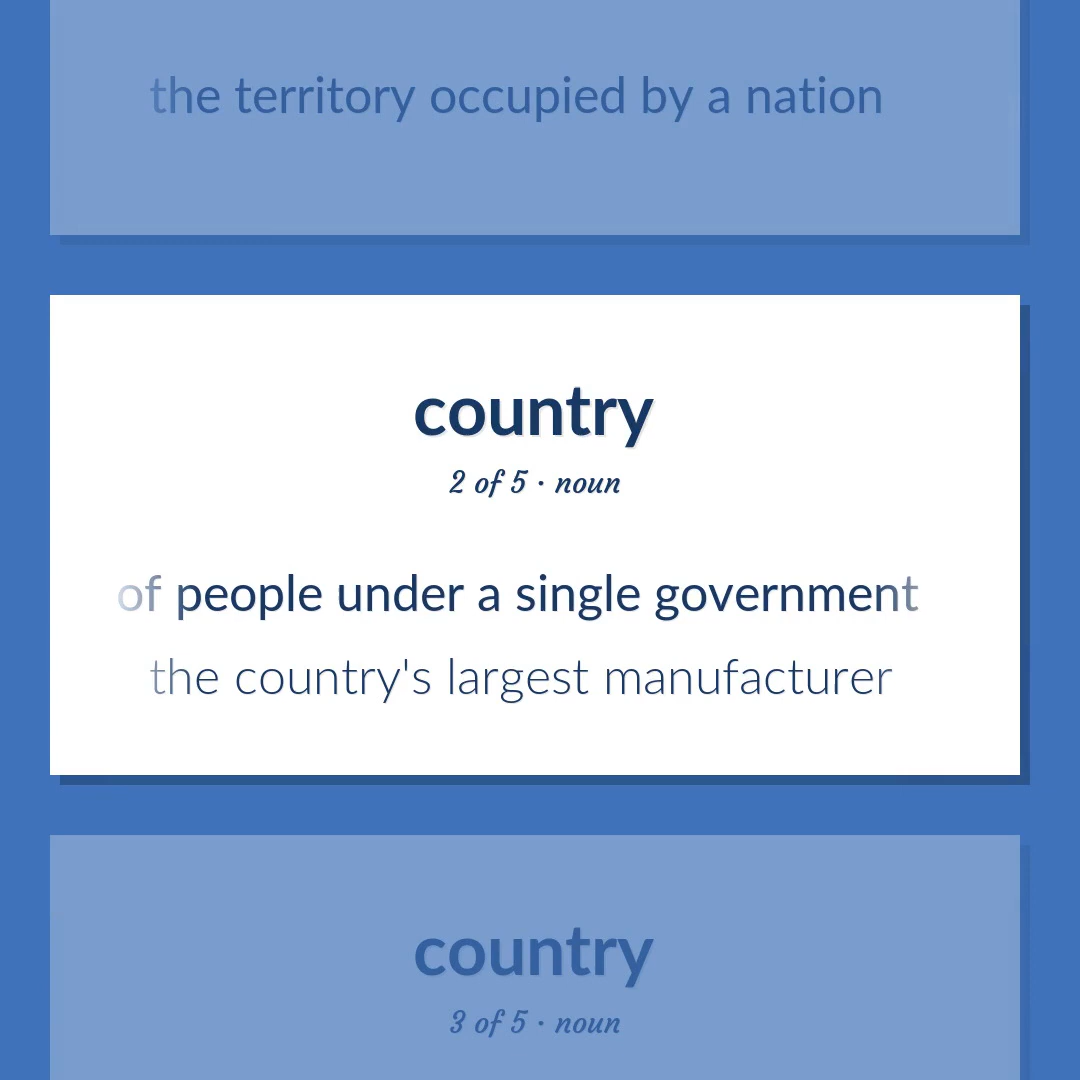 the territory occupied by a nation
country
2 of 5 · noun
of people under a single government
the country's largest manufacturer
country
3 of 5 · noun